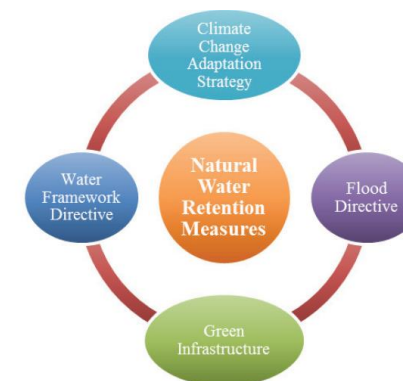 Climate
Change
Adaptation
Strategy
Water
Framework
Directive
Natural
Water
Retention
Measures
Flood
Directive
Green
Infrastructure